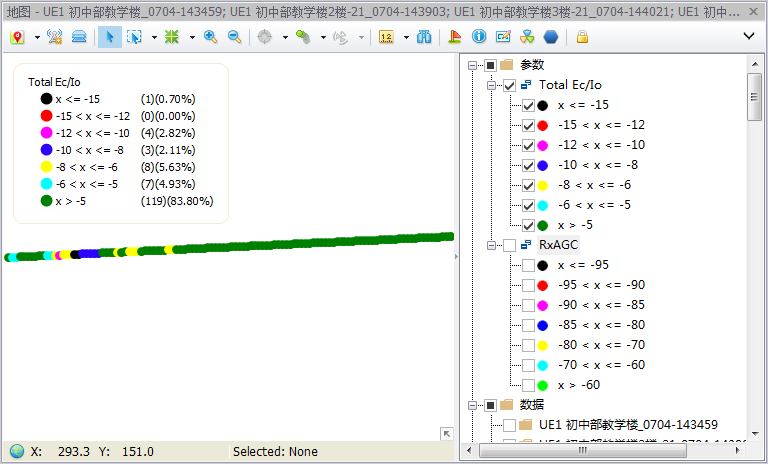 地图 - UE1 初中部教学楼_0704-143459; UE1 初中部教学楼2楼-21_0704-143903; UE1 初中部教学楼3楼-21_0704-144021; UE1 初中...
Total Ec/Io
x <= -15 (1)(0.70%)
-15 < x <= -12 (0)(0.00%)
-12 < x <= -10 (4)(2.82%)
-10 < x <= -8 (3)(2.11%)
-8 < x <= -6 (8)(5.63%)
-6 < x <= -5 (7)(4.93%)
x > -5 (119)(83.80%)
参数
Total Ec/Io
x <= -15
-15 < x <= -12
-12 < x <= -10
-10 < x <= -8
-8 < x <= -6
-6 < x <= -5
x > -5
RxAGC
x <= -95
-95 < x <= -90
-90 < x <= -85
-85 < x <= -80
-80 < x <= -70
-70 < x <= -60
x > -60
数据
UE1 初中部教学楼_0704-143459
X: 293.3 Y: 151.0 Selected: None